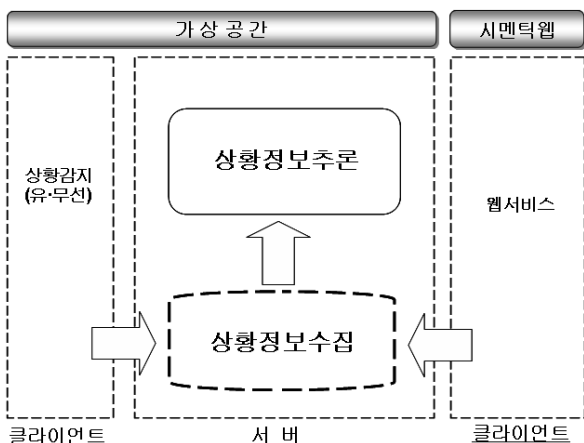 가 상 공 간
시멘틱웹
상황감지
(유·무선)
상황정보추론
웹서비스
상황정보수집
클라이언트
서 버
클라이언트